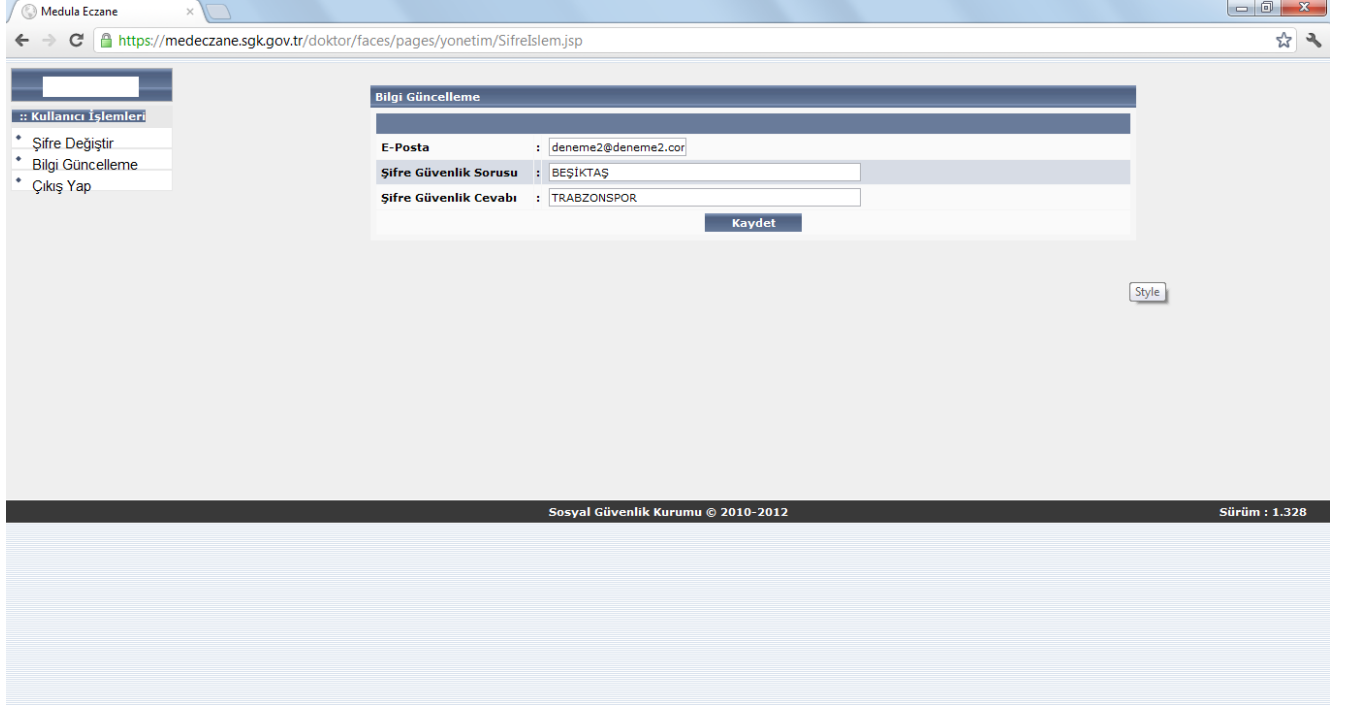 Medula Eczane
https://medeczane.sgk.gov.tr/doktor/faces/pages/yonetim/SifreIslem.jsp
:: Kullanıcı İşlemleri
Şifre Değiştir
Bilgi Güncelleme
Çıkış Yap
Bilgi Güncelleme
E-Posta : deneme2@deneme2.cor
Şifre Güvenlik Sorusu : BEŞİKTAŞ
Şifre Güvenlik Cevabı : TRABZONSPOR
Kaydet
Style
Sosyal Güvenlik Kurumu © 2010-2012 Sürüm : 1.328